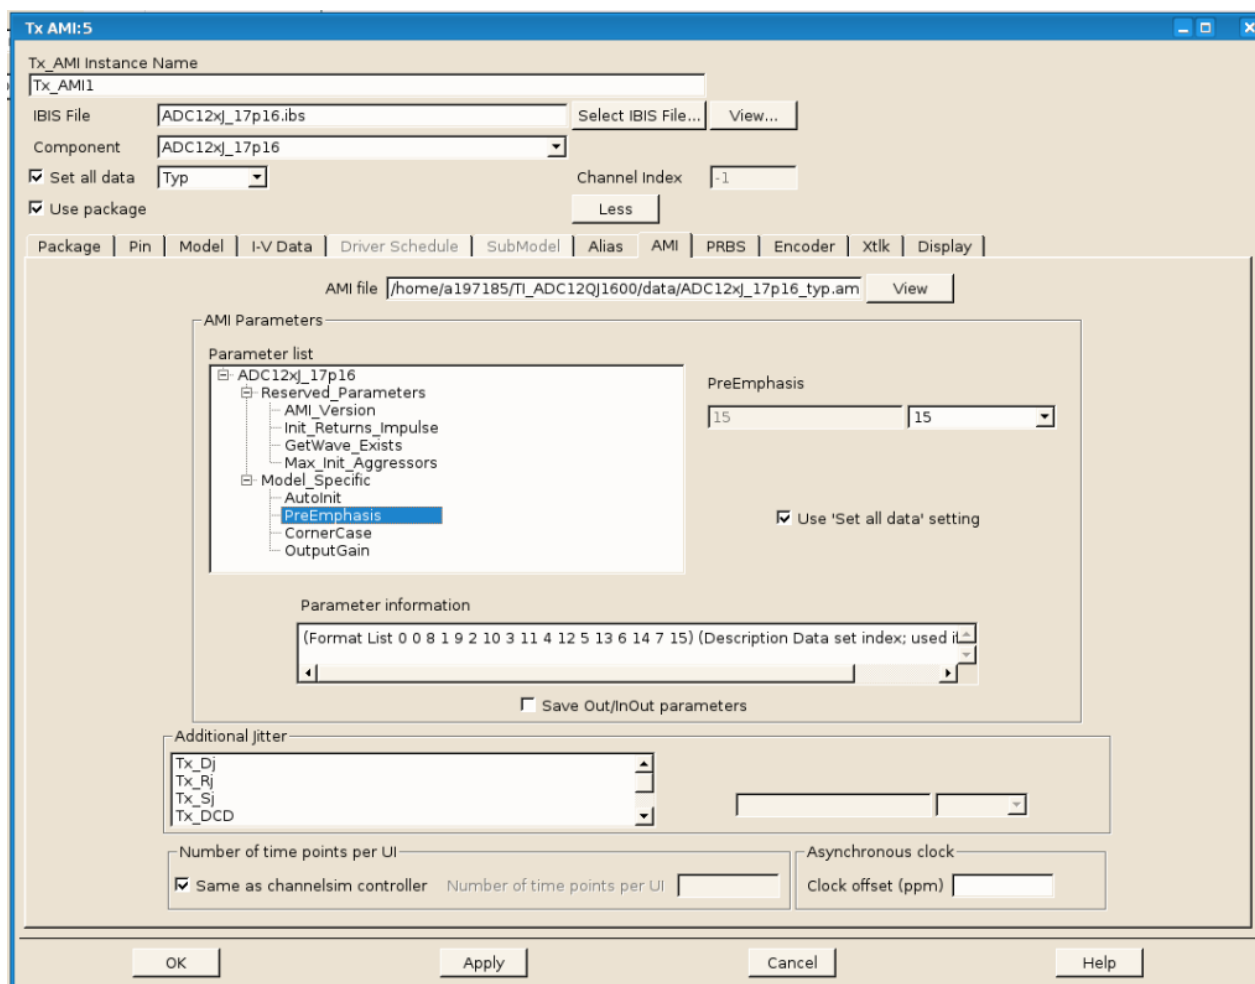 Tx AMI:5
Tx_AMI Instance Name
Tx_AMI1
IBIS File ADC12xJ_17p16.ibs Select IBIS File... View...
Component ADC12xJ_17p16
Set all data Typ Channel Index -1
Use package Less
Package Pin Model I-V Data Driver Schedule SubModel Alias AMI PRBS Encoder Xtlk Display
AMI file /home/a197185/TI_ADC12QJ1600/data/ADC12xJ_17p16_typ.am View
AMI Parameters
Parameter list
ADC12xJ_17p16
Reserved_Parameters
AMI_Version
Init_Returns_Impulse
GetWave_Exists
Max_Init_Aggressors
Model_Specific
AutoInit
PreEmphasis
CornerCase
OutputGain
PreEmphasis
15 15
Use 'Set all data' setting
Parameter information
(Format List 0 0 8 1 9 2 10 3 11 4 12 5 13 6 14 7 15) (Description Data set index; used i
Save Out/InOut parameters
Additional Jitter
Tx_Dj
Tx_Rj
Tx_Sj
Tx_DCD
Number of time points per UI
Same as channelsim controller Number of time points per UI
Asynchronous clock
Clock offset (ppm)
OK Apply Cancel Help